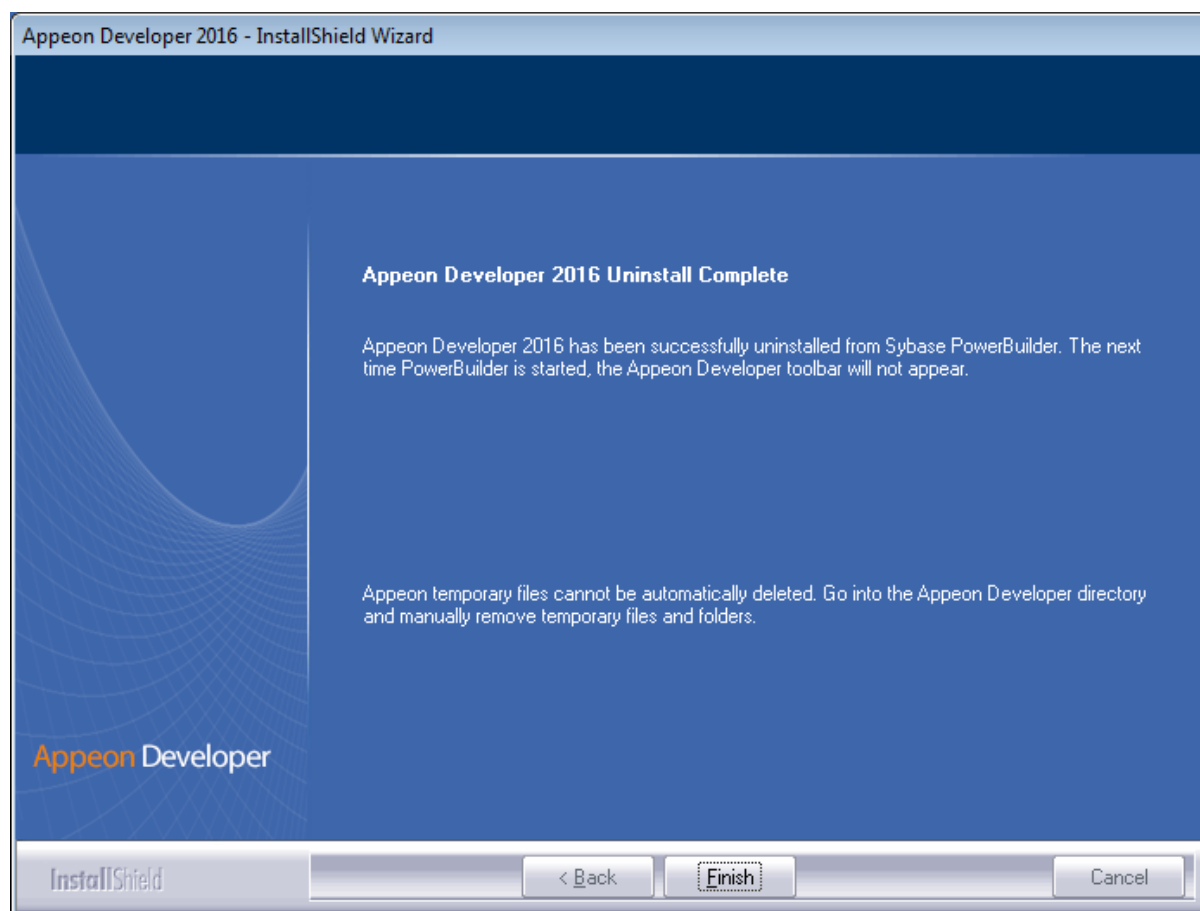 Appeon Developer 2016 - InstallShield Wizard
Appeon Developer 2016 Uninstall Complete
Appeon Developer 2016 has been successfully uninstalled from Sybase PowerBuilder. The next
time PowerBuilder is started, the Appeon Developer toolbar will not appear.
Appeon temporary files cannot be automatically deleted. Go into the Appeon Developer directory
and manually remove temporary files and folders.
Appeon Developer
InstallShield
< Back
Finish
Cancel